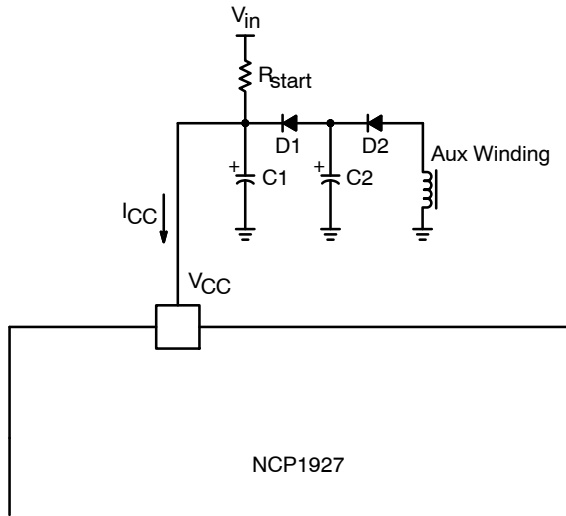 Vin
Rstart
D1
D2
Aux Winding
+
C1
+
C2
ICC
VCC
NCP1927